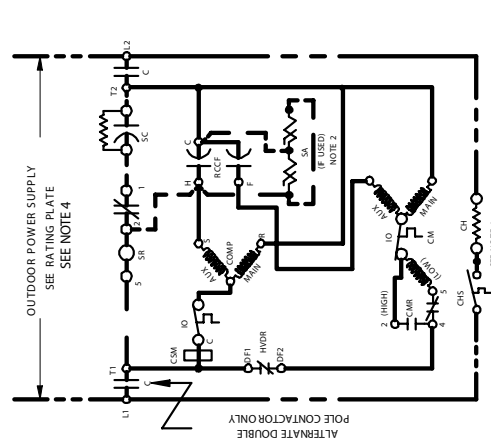 OUTDOOR POWER SUPPLY
SEE RATING PLATE
SEE NOTE 4
L1
T1
C
5
SR
2
1
SC
T2
C
L2
ALTERNATE DOUBLE
POLE CONTACTOR ONLY
CSM
C
IO
S
AUX
COMP
MAIN
R
H
RCCF
C
F
SA
(IF USED)
NOTE 2
DF1
HVDR
DF2
2
(HIGH)
CMR
4
5
(LOW)
IO
CM
AUX
MAIN
CHS
CH